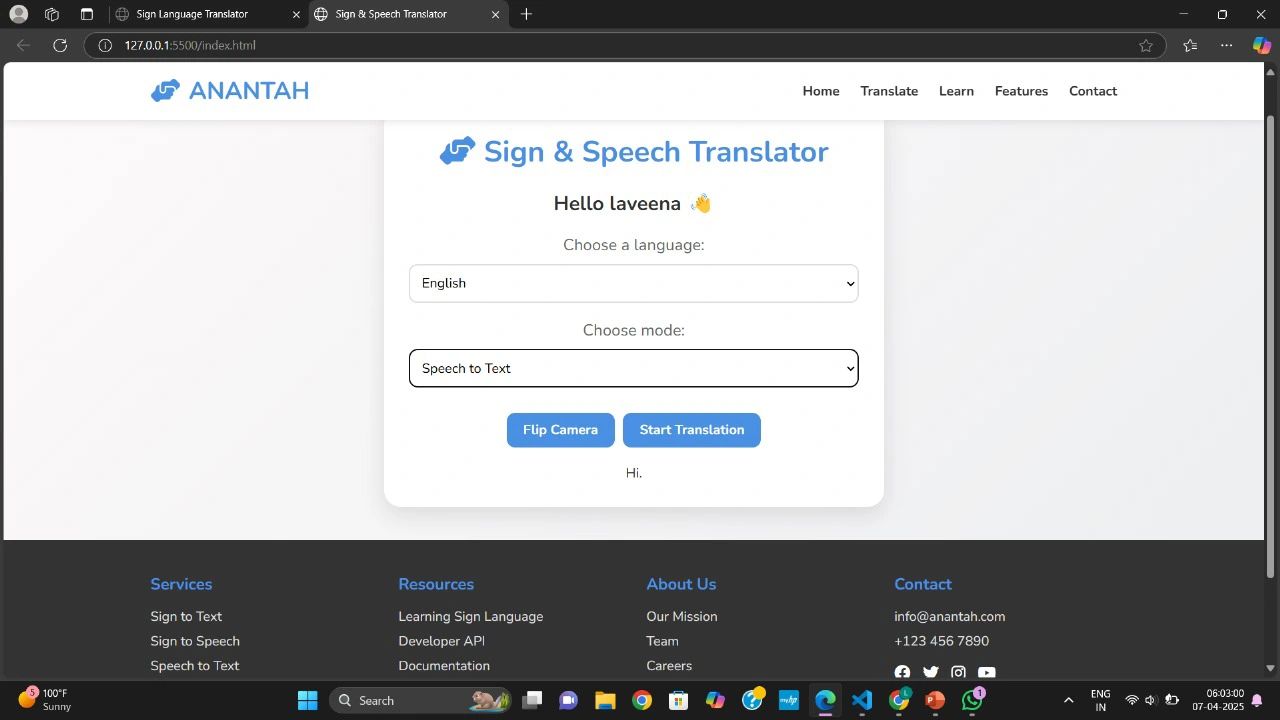 Sign Language Translator
Sign & Speech Translator
127.0.0.1:5500/index.html
ANANTAH
Home
Translate
Learn
Features
Contact
Sign & Speech Translator
Hello laveena 👋
Choose a language:
English
Choose mode:
Speech to Text
Flip Camera
Start Translation
Hi.
Services
Sign to Text
Sign to Speech
Speech to Text
Resources
Learning Sign Language
Developer API
Documentation
About Us
Our Mission
Team
Careers
Contact
info@anantah.com
+123 456 7890
5
100°F
Sunny
Search
hp
L
P
1
ENG
IN
06:03:00
07-04-2025